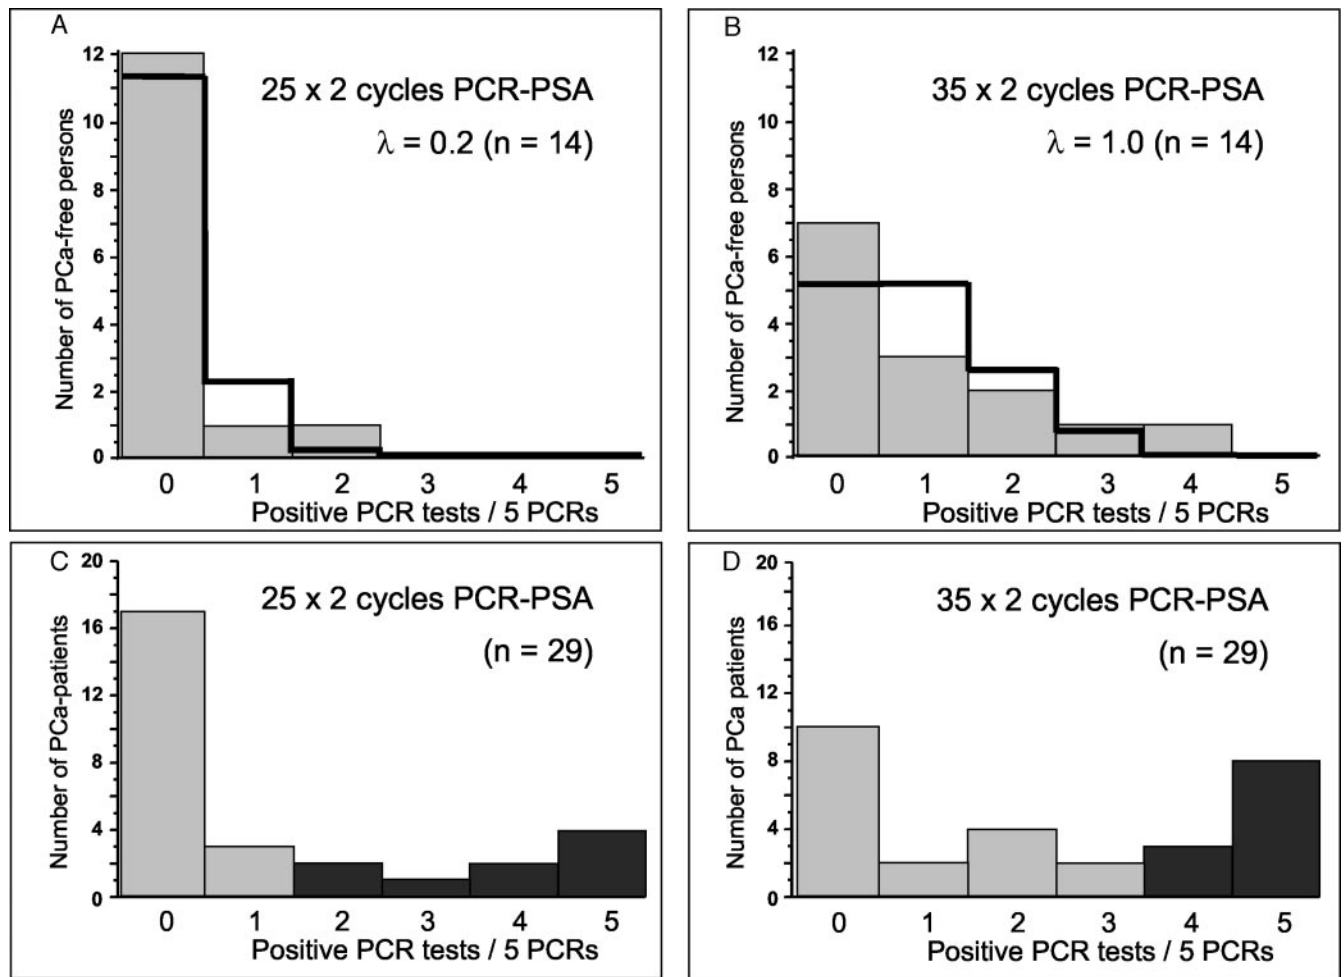 A
Number of PCa-free persons
12
10
8
6
4
2
0
25 x 2 cycles PCR-PSA
λ = 0.2 (n = 14)
0 1 2 3 4 5
Positive PCR tests / 5 PCRs
B
Number of PCa-free persons
12
10
8
6
4
2
0
35 x 2 cycles PCR-PSA
λ = 1.0 (n = 14)
0 1 2 3 4 5
Positive PCR tests / 5 PCRs
C
Number of PCa-patients
20
16
12
8
4
0
25 x 2 cycles PCR-PSA
(n = 29)
0 1 2 3 4 5
Positive PCR tests / 5 PCRs
D
Number of PCa patients
20
16
12
8
4
0
35 x 2 cycles PCR-PSA
(n = 29)
0 1 2 3 4 5
Positive PCR tests / 5 PCRs